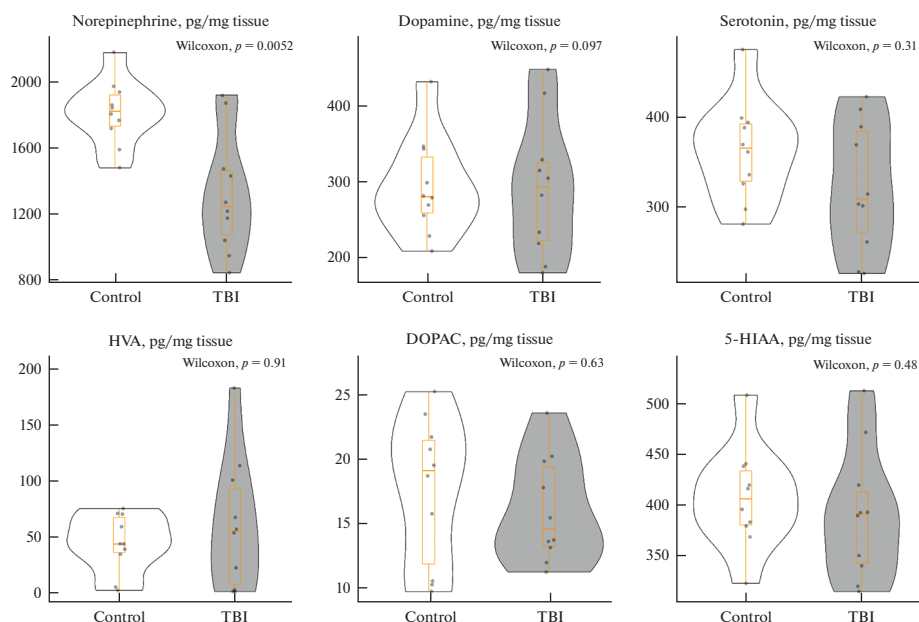 Norepinephrine, pg/mg tissue
Wilcoxon, p = 0.0052
2000
1600
1200
800
Control
TBI
Dopamine, pg/mg tissue
Wilcoxon, p = 0.097
400
300
200
Control
TBI
Serotonin, pg/mg tissue
Wilcoxon, p = 0.31
400
300
Control
TBI
HVA, pg/mg tissue
Wilcoxon, p = 0.91
200
150
100
50
0
Control
TBI
DOPAC, pg/mg tissue
Wilcoxon, p = 0.63
25
20
15
10
Control
TBI
5-HIAA, pg/mg tissue
Wilcoxon, p = 0.48
500
450
400
350
Control
TBI